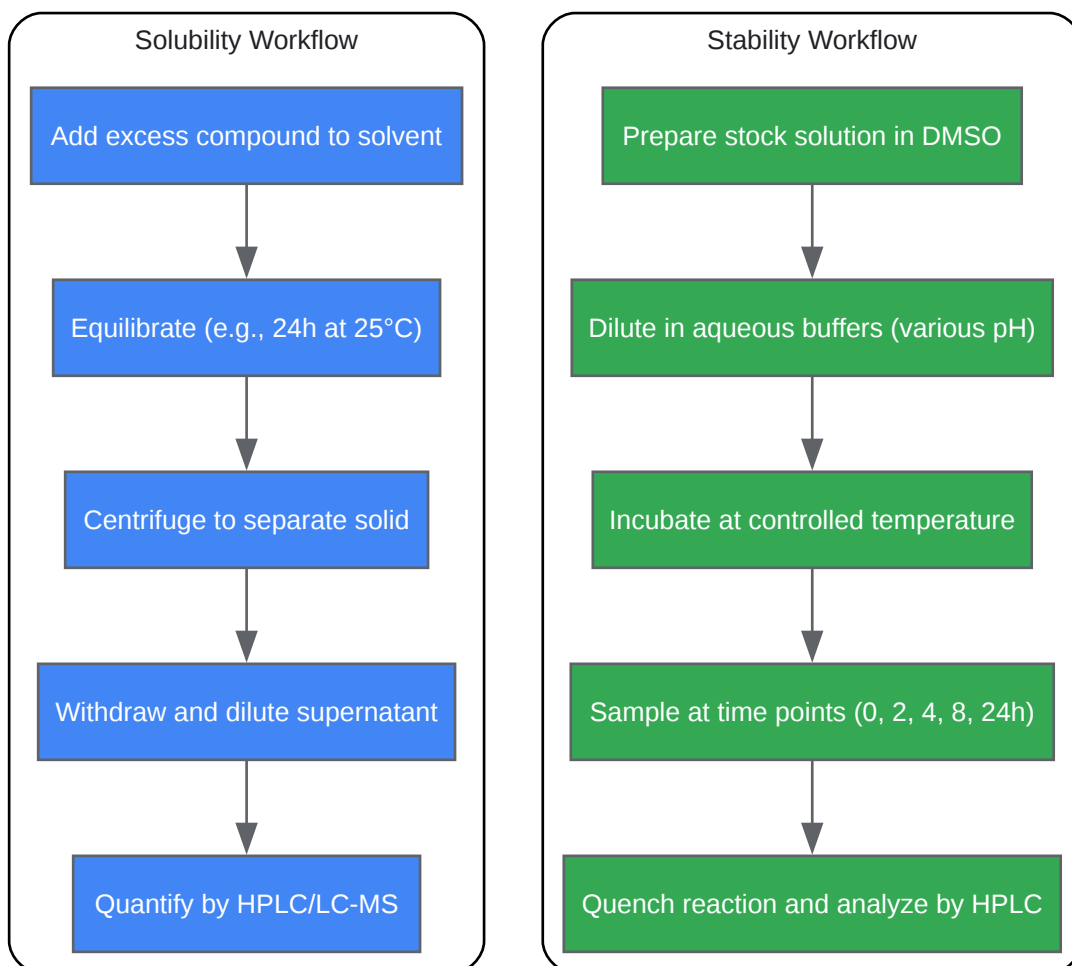 Solubility Workflow
Add excess compound to solvent
Equilibrate (e.g., 24h at 25°C)
Centrifuge to separate solid
Withdraw and dilute supernatant
Quantify by HPLC/LC-MS
Stability Workflow
Prepare stock solution in DMSO
Dilute in aqueous buffers (various pH)
Incubate at controlled temperature
Sample at time points (0, 2, 4, 8, 24h)
Quench reaction and analyze by HPLC